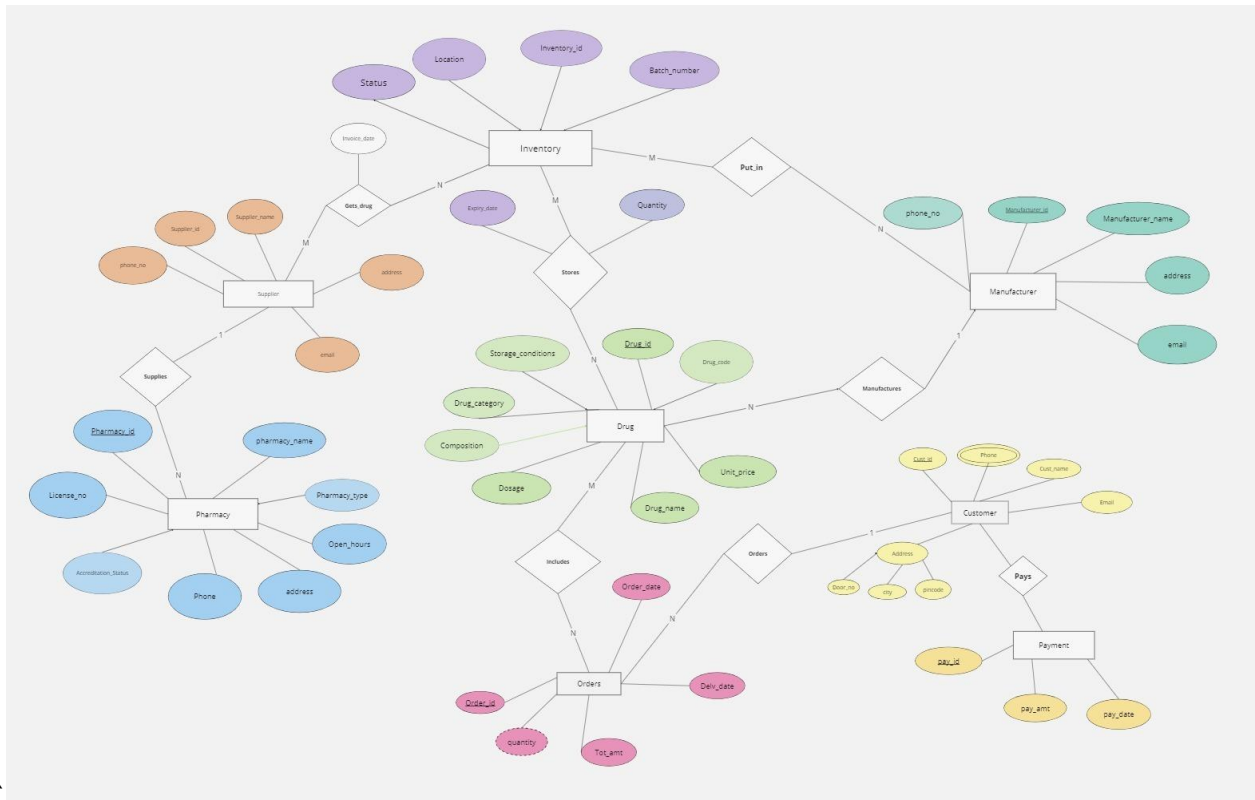 Inventory_id
Location
Batch_number
Status
Invoice_date
Inventory
M
Put_in
N
Gets_drug
M
N
M
Expiry_date
Quantity
Supplier_name
Supplier_id
phone_no
address
Supplier
email
Stores
N
phone_no
Manufacturer_id
Manufacturer_name
address
Manufacturer
email
1
Supplies
N
Storage_conditions
Drug_id
Drug_code
Drug_category
Composition
Drug
Dosage
Drug_name
Unit_price
N
Manufactures
1
Pharmacy_id
pharmacy_name
License_no
Pharmacy_type
Pharmacy
Open_hours
Accreditation_Status
Phone
address
M
Includes
N
Cust_id
Phone
Cust_name
Email
Customer
1
Orders
N
Address
Door_no
city
pincode
Pays
Payment
pay_id
pay_amt
pay_date
Order_date
Orders
Order_id
Delv_date
quantity
Tot_amt